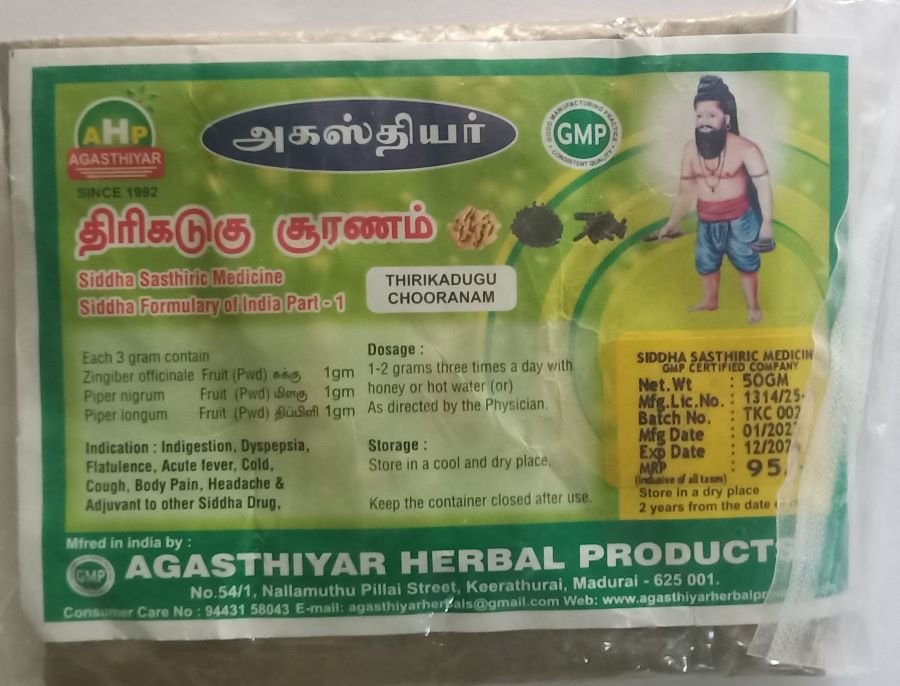 AHP
AGASTHIYAR
SINCE 1992
அகஸ்தியர்
GOOD MANUFACTURING PRACTICE
GMP
CONSISTENT QUALITY
திரிகடுகு சூரணம்
Siddha Sasthiric Medicine
Siddha Formulary of India Part - 1
THIRIKADUGU
CHOORANAM
Each 3 gram contain
Zingiber officinale Fruit (Pwd) சுக்கு 1gm
Piper nigrum Fruit (Pwd) மிளகு 1gm
Piper longum Fruit (Pwd) திப்பிலி 1gm
Indication : Indigestion, Dyspepsia,
Flatulence, Acute fever, Cold,
Cough, Body Pain, Headache &
Adjuvant to other Siddha Drug.
Dosage :
1-2 grams three times a day with
honey or hot water (or)
As directed by the Physician.
Storage :
Store in a cool and dry place.
Keep the container closed after use.
SIDDHA SASTHIRIC MEDICIN
GMP CERTIFIED COMPANY
Net.Wt : 50GM
Mfg.Lic.No. : 1314/25-
Batch No. : TKC 002
Mfg Date : 01/202
Exp Date : 12/202
MRP : 95/-
(Inclusive of all taxes)
Store in a dry place
2 years from the date
Mfred in india by :
GMP
AGASTHIYAR HERBAL PRODUCTS
No.54/1, Nallamuthu Pillai Street, Keerathurai, Madurai - 625 001.
Consumer Care No : 94431 58043 E-mail: agasthiyarherbals@gmail.com Web: www.agasthiyarherbalpro